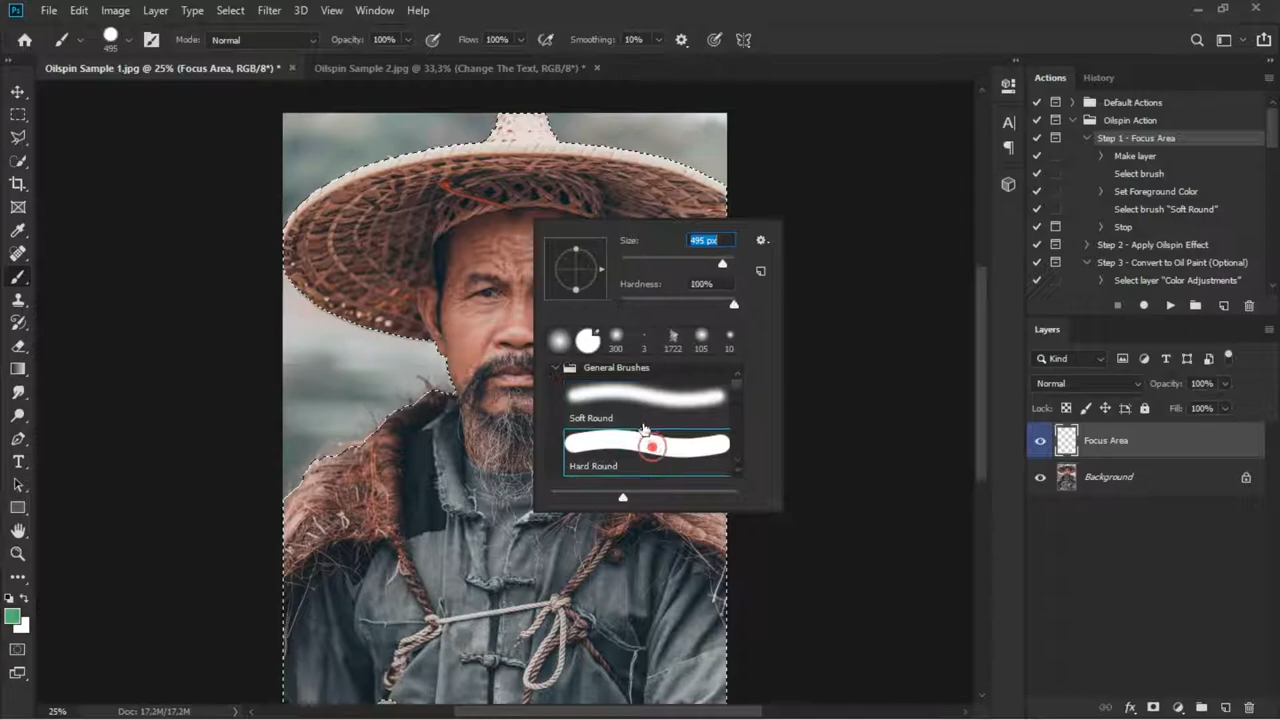 Ps File Edit Image Layer Type Select Filter 3D View Window Help
495 Mode: Normal Opacity: 100% Flow: 100% Smoothing: 10%
Oilspin Sample 1.jpg @ 25% (Focus Area, RGB/8*) * × Oilspin Sample 2.jpg @ 33,3% (Change The Text, RGB/8*) * ×
Actions History
Default Actions
Oilspin Action
Step 1 - Focus Area
Make layer
Select brush
Set Foreground Color
Select brush "Soft Round"
Stop
Step 2 - Apply Oilspin Effect
Step 3 - Convert to Oil Paint (Optional)
Select layer "Color Adjustments"
Size: 495 px
Hardness: 100%
300 3 1722 105 10
General Brushes
Soft Round
Hard Round
Layers
Kind
Normal Opacity: 100%
Lock: Fill: 100%
Focus Area
Background
25% Doc: 17,2M/17,2M